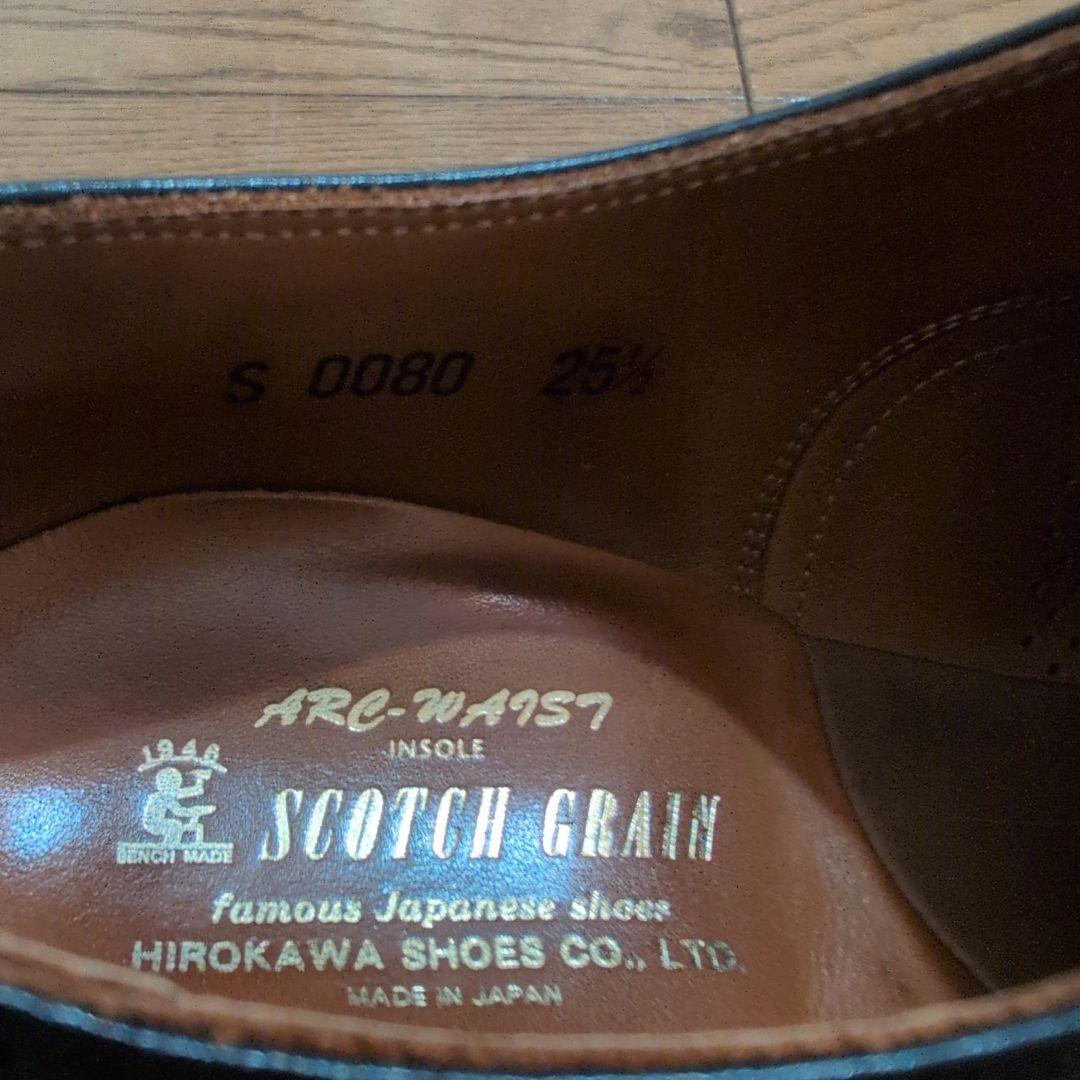 S 0080 25½
ARC-WAIST
INSOLE
1946
BENCH MADE
SCOTCH GRAIN
famous Japanese shoes
HIROKAWA SHOES CO., LTD.
MADE IN JAPAN